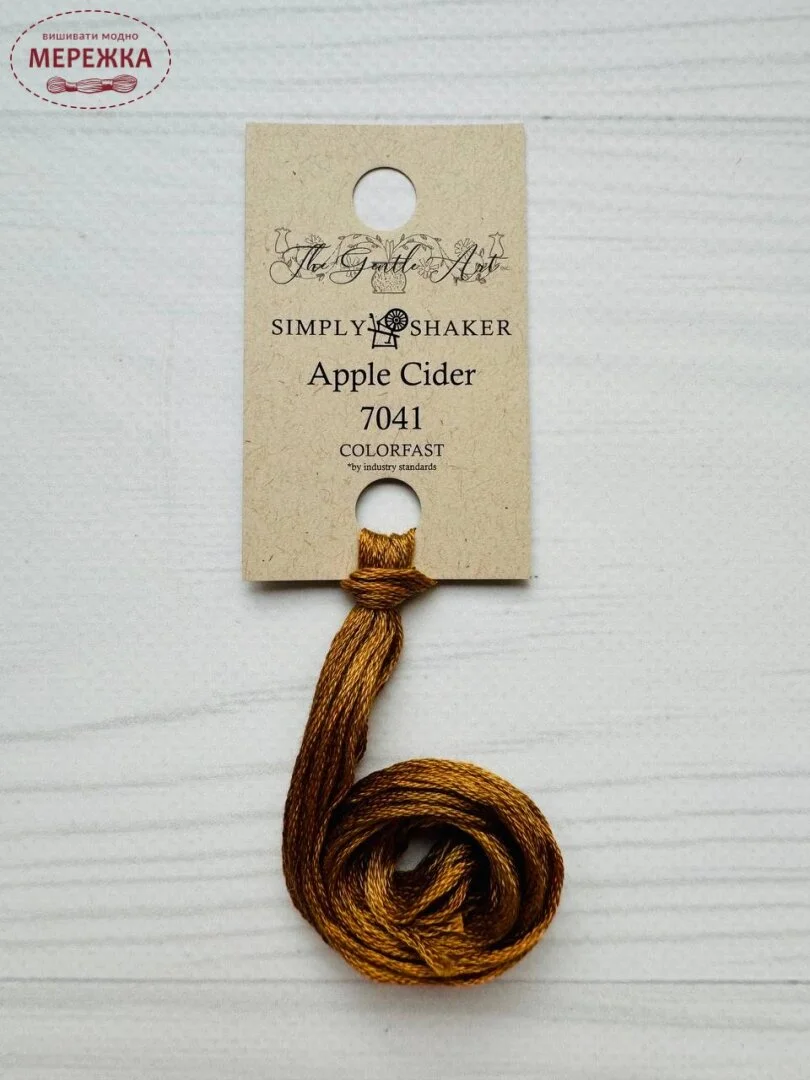 вишивати модно
МЕРЕЖКА
The Gentle Art
SIMPLY SHAKER
Apple Cider
7041
COLORFAST
*by industry standards